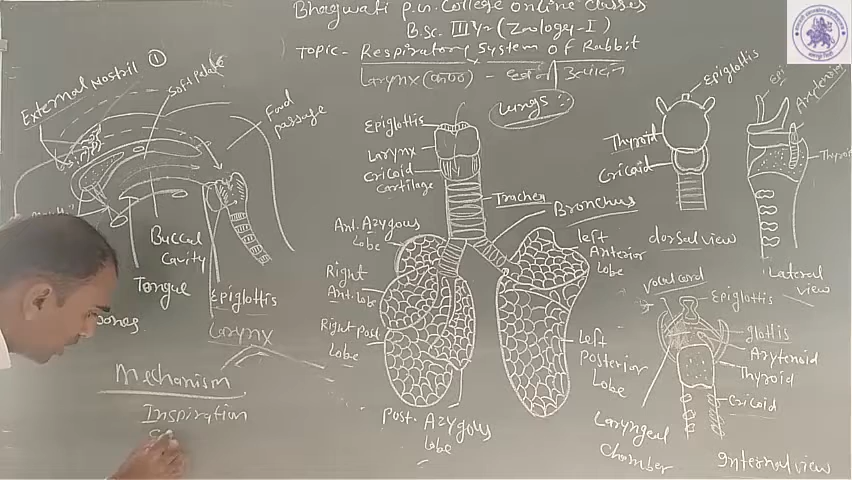 Bhagwati P.G. College online classes
B.Sc. III Yr (Zoology-I)
Topic - Respiratory System of Rabbit
Larynx
Lungs :-
External Nostril ①
Soft palate
Food
passage
Buccal
Cavity
Tongue
Epiglottis
Larynx
Mechanism
Inspiration
Epiglottis
Larynx
Cricoid
Cartilage
Trachea
Bronchus
Ant. Azygous
Lobe
Right
Ant. Lobe
Right Post
Lobe
Post. Azygous
Lobe
left
Anterior
Lobe
Left
Posterior
Lobe
Epiglottis
Thyroid
Cricoid
dorsal view
Epi
Arytenoid
Thyroid
Lateral
view
Vocal cord
Epiglottis
glottis
Arytenoid
Thyroid
Cricoid
Laryngeal
Chamber
Internal view